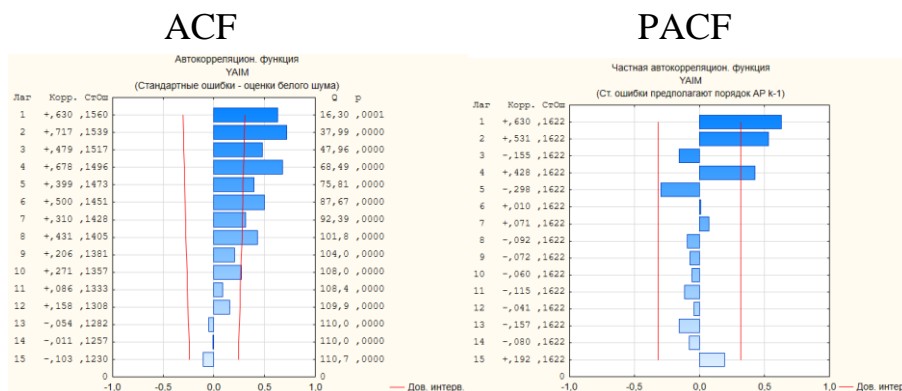 ACF
Автокорреляцион. функция
YAIM
(Стандартные ошибки - оценки белого шума)
Лаг Корр. СтОш Q p
1 +,630 ,1560 16,30 ,0001
2 +,717 ,1539 37,99 ,0000
3 +,479 ,1517 47,96 ,0000
4 +,678 ,1496 68,49 ,0000
5 +,399 ,1473 75,81 ,0000
6 +,500 ,1451 87,67 ,0000
7 +,310 ,1428 92,39 ,0000
8 +,431 ,1405 101,8 ,0000
9 +,206 ,1381 104,0 ,0000
10 +,271 ,1357 108,0 ,0000
11 +,086 ,1333 108,4 ,0000
12 +,158 ,1308 109,9 ,0000
13 -,054 ,1282 110,0 ,0000
14 -,011 ,1257 110,0 ,0000
15 -,103 ,1230 110,7 ,0000
0 0
-1,0 -0,5 0,0 0,5 1,0
Дов. интерв.
PACF
Частная автокорреляцион. функция
YAIM
(Ст. ошибки предполагают порядок АР k-1)
Лаг Корр. СтОш
1 +,630 ,1622
2 +,531 ,1622
3 -,155 ,1622
4 +,428 ,1622
5 -,298 ,1622
6 +,010 ,1622
7 +,071 ,1622
8 -,092 ,1622
9 -,072 ,1622
10 -,060 ,1622
11 -,115 ,1622
12 -,041 ,1622
13 -,157 ,1622
14 -,080 ,1622
15 +,192 ,1622
0 0
-1,0 -0,5 0,0 0,5 1,0
Дов. интерв.